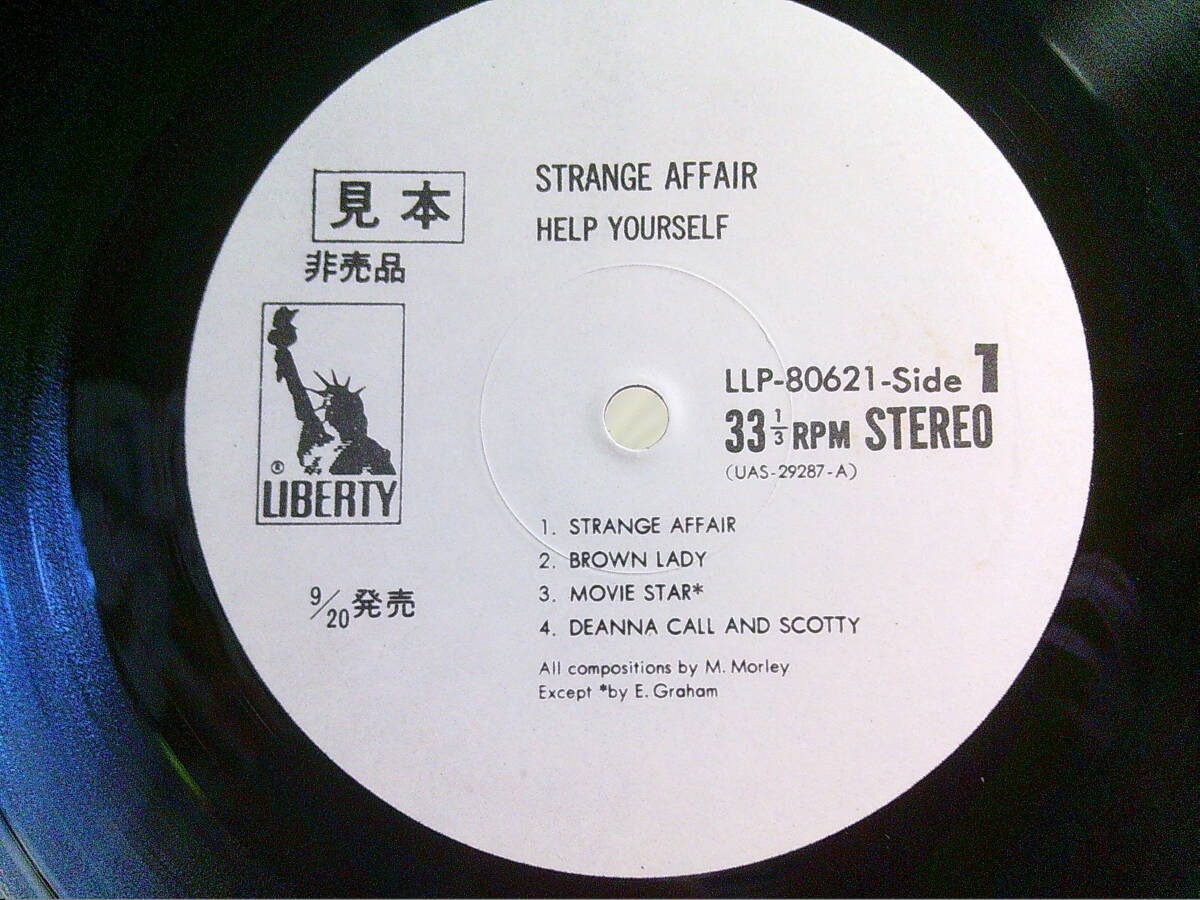 STRANGE AFFAIR
HELP YOURSELF
見本
非売品
LIBERTY
9/20発売
LLP-80621-Side 1
33 1/3 RPM STEREO
(UAS-29287-A)
1. STRANGE AFFAIR
2. BROWN LADY
3. MOVIE STAR*
4. DEANNA CALL AND SCOTTY
All compositions by M. Morley
Except *by E. Graham